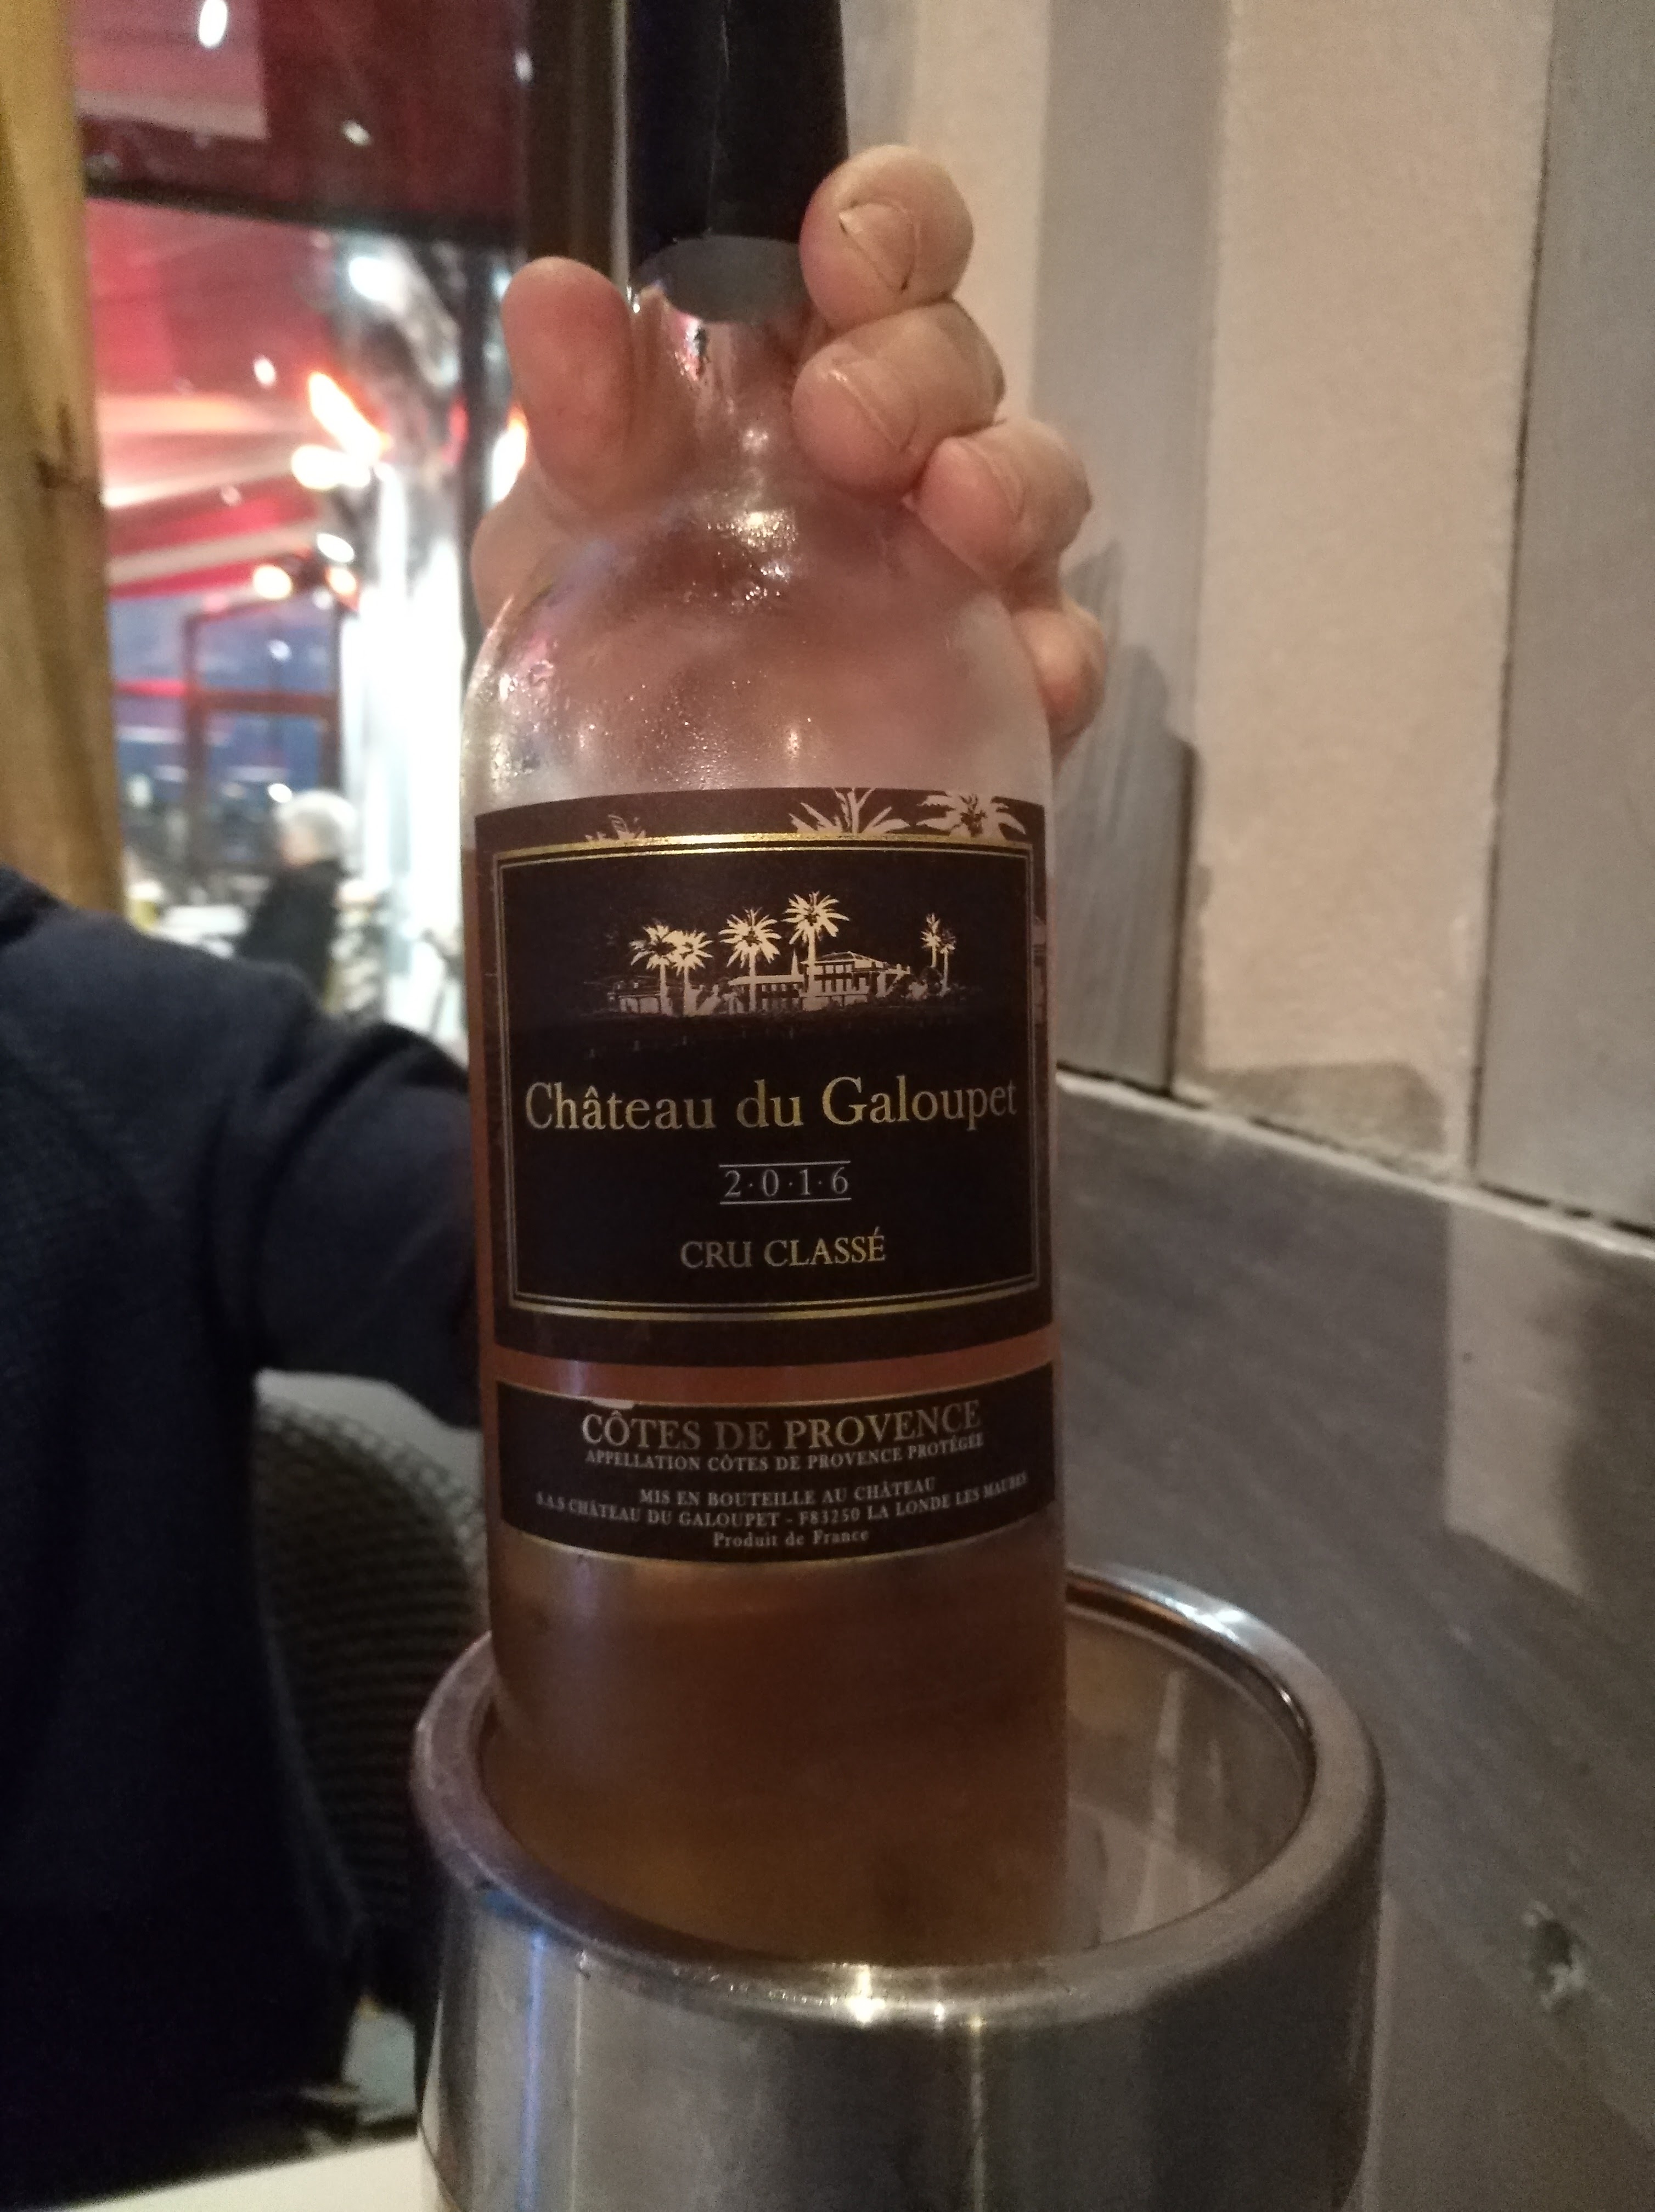 Château du Galoupet
2·0·1·6
CRU CLASSÉ
CÔTES DE PROVENCE
APPELLATION CÔTES DE PROVENCE PROTÉGÉE
MIS EN BOUTEILLE AU CHÂTEAU
S.A.S CHÂTEAU DU GALOUPET - F83250 LA LONDE LES MAURES
Produit de France